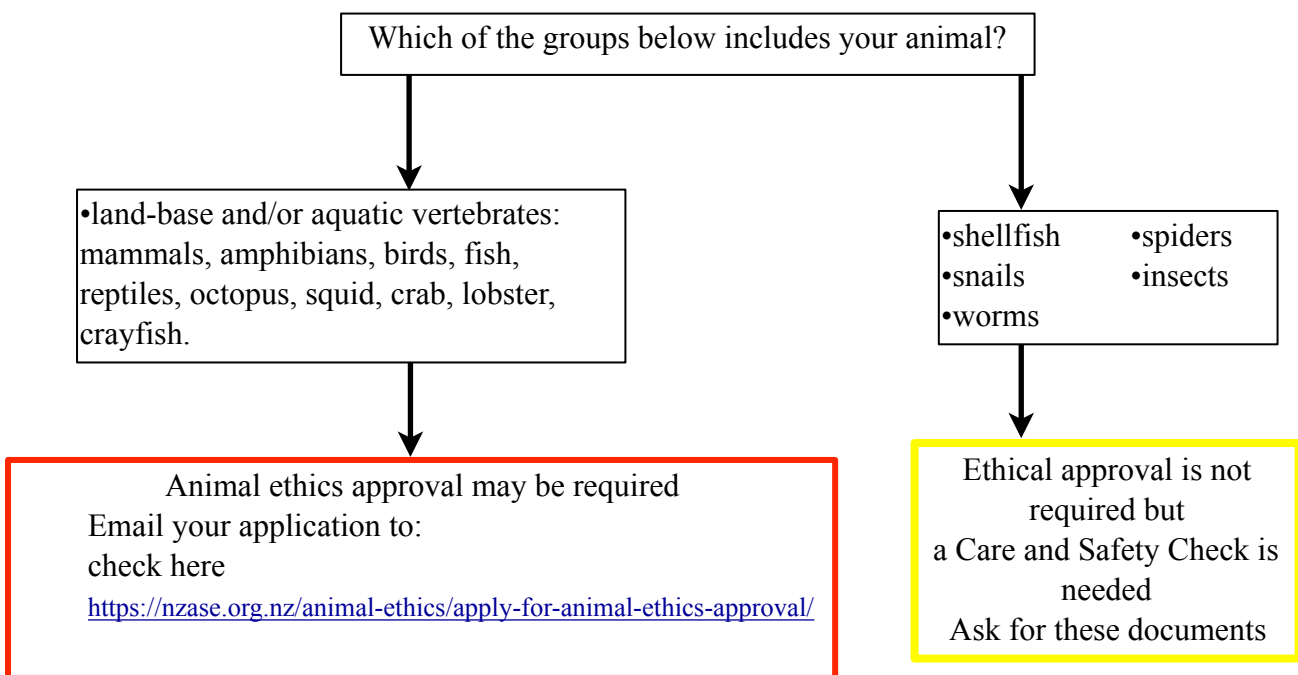 Which of the groups below includes your animal?
•land-base and/or aquatic vertebrates:
mammals, amphibians, birds, fish,
reptiles, octopus, squid, crab, lobster,
crayfish.
•shellfish •spiders
•snails •insects
•worms
Animal ethics approval may be required
Email your application to:
check here
https://nzase.org.nz/animal-ethics/apply-for-animal-ethics-approval/
Ethical approval is not
required but
a Care and Safety Check is
needed
Ask for these documents